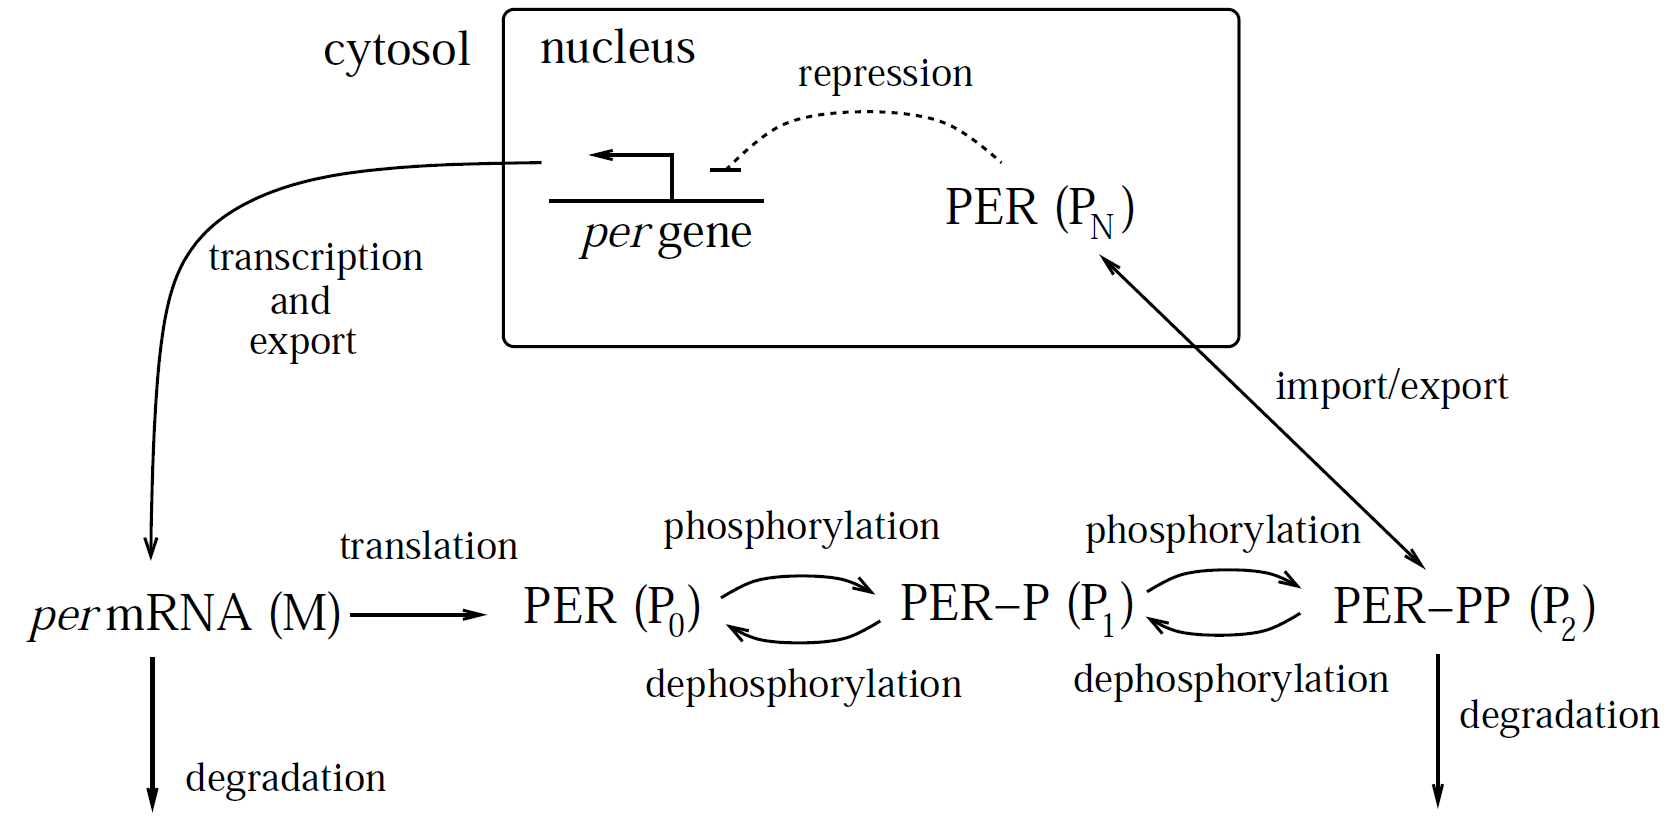 cytosol
nucleus
repression
PER (P_N)
per gene
transcription
and
export
import/export
translation
phosphorylation
phosphorylation
per mRNA (M)
PER (P_0)
PER–P (P_1)
PER–PP (P_2)
dephosphorylation
dephosphorylation
degradation
degradation